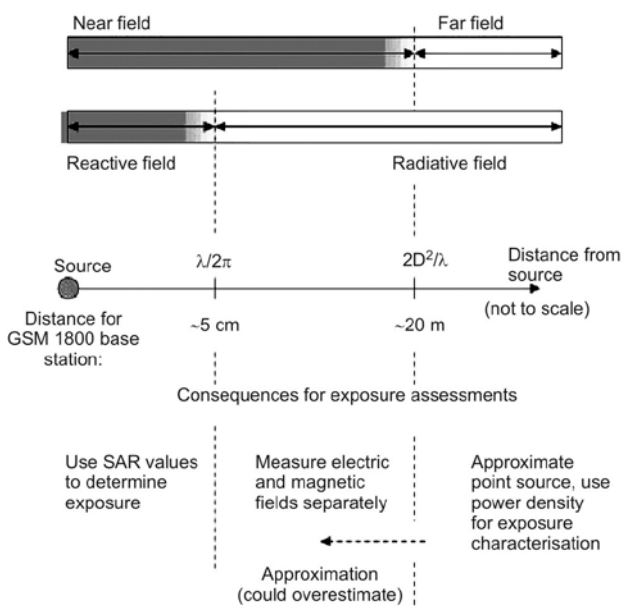 Near field
Far field
Reactive field
Radiative field
Source
λ/2π
2D²/λ
Distance from
source
(not to scale)
Distance for
GSM 1800 base
station:
~5 cm
~20 m
Consequences for exposure assessments
Use SAR values
to determine
exposure
Measure electric
and magnetic
fields separately
Approximate
point source, use
power density
for exposure
characterisation
Approximation
(could overestimate)